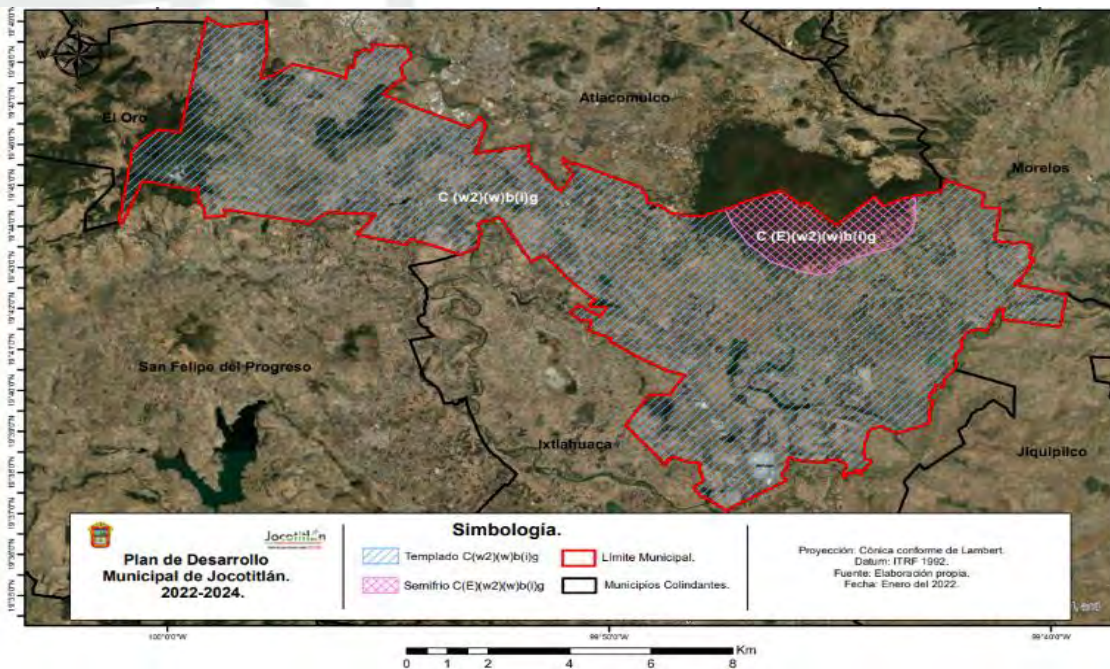 Atlacomulco
El Oro
Morelos
C (w2)(w)b(i)g
C (E)(w2)(w)b(i)g
San Felipe del Progreso
Ixtlahuaca
Jiquipilco
Jocotitlán
Plan de Desarrollo
Municipal de Jocotitlán.
2022-2024.
Simbología.
Templado C(w2)(w)b(i)g
Límite Municipal.
Semifrio C(E)(w2)(w)b(i)g
Municipios Colindantes.
Proyección: Cónica conforme de Lambert.
Datum: ITRF 1992.
Fuente: Elaboración propia.
Fecha: Enero del 2022.
100°0'0"W
99°50'0"W
99°40'0"W
Km
0 1 2 4 6 8